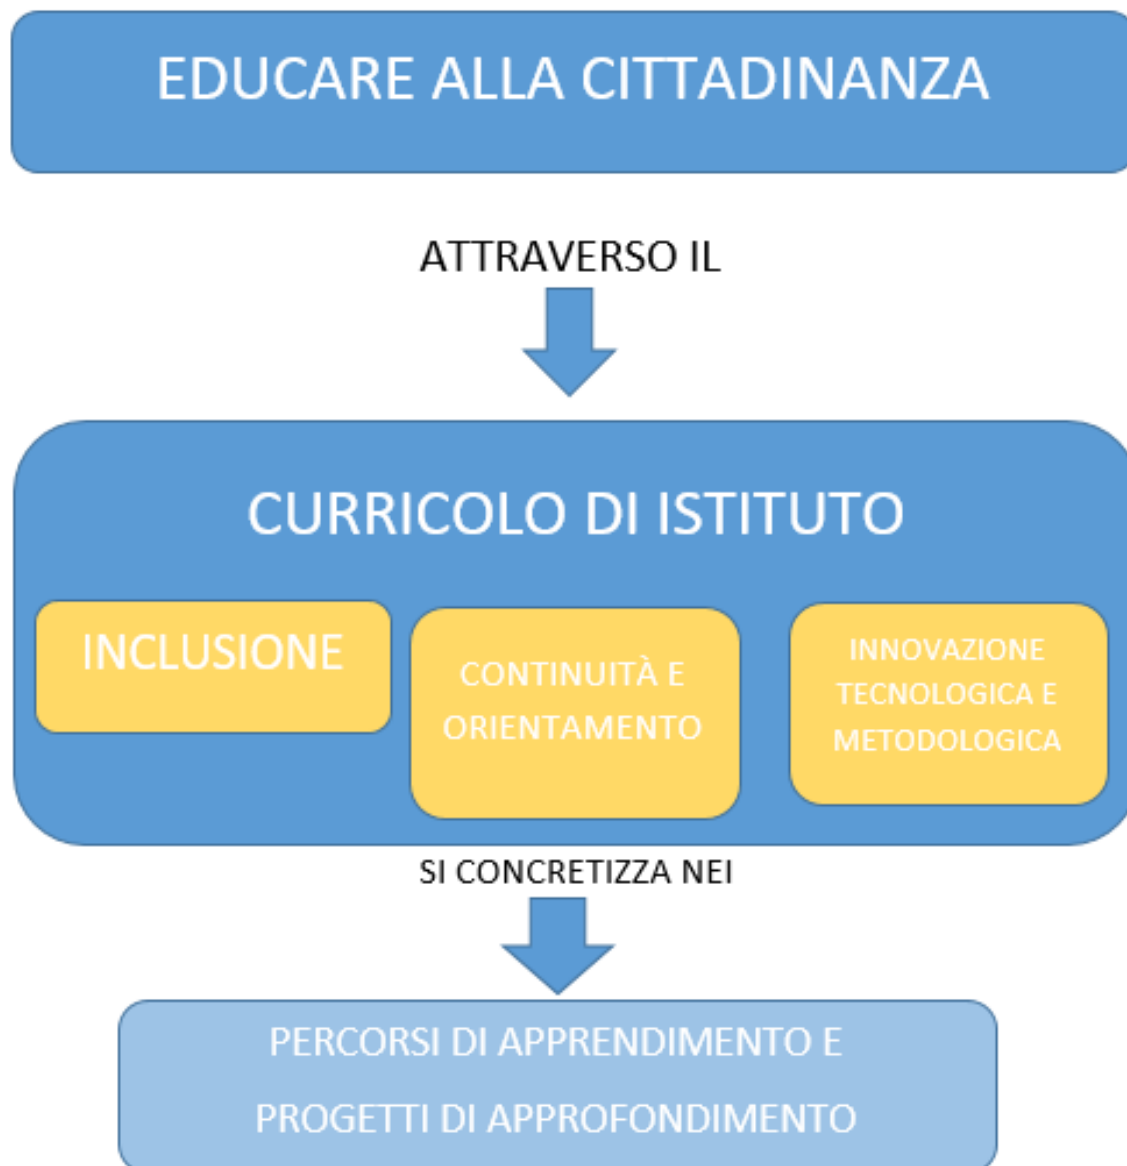 EDUCARE ALLA CITTADINANZA
ATTRAVERSO IL
CURRICOLO DI ISTITUTO
INCLUSIONE
CONTINUITÀ E
ORIENTAMENTO
INNOVAZIONE
TECNOLOGICA E
METODOLOGICA
SI CONCRETIZZA NEI
PERCORSI DI APPRENDIMENTO E
PROGETTI DI APPROFONDIMENTO